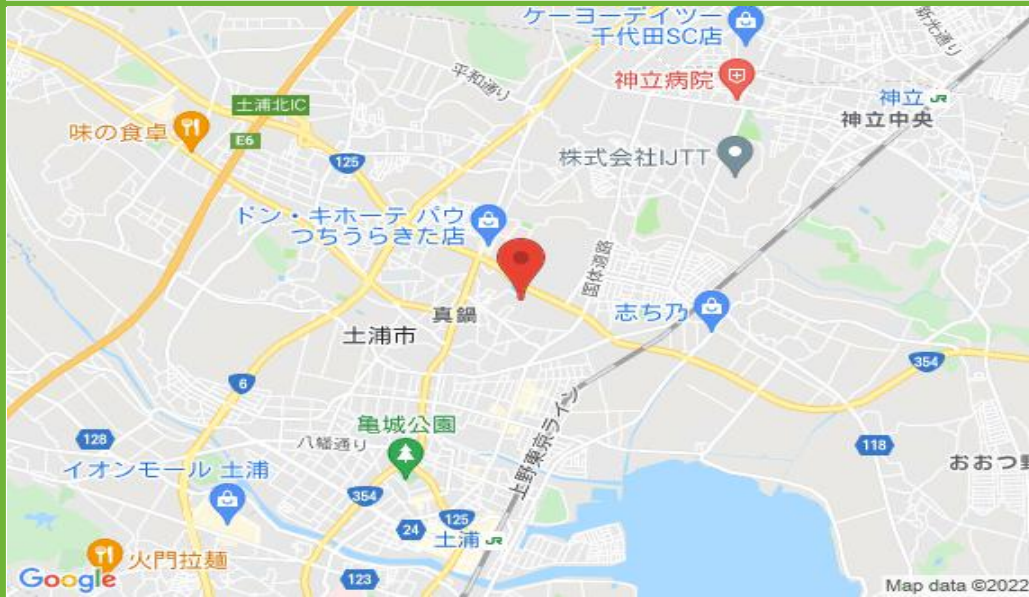 ケーヨーデイツー
千代田SC店
新光通り
平和通り
神立病院
神立 JR
神立中央
土浦北IC
味の食卓
E6
125
株式会社IJTT
ドン・キホーテ パウ
つちうらきた店
国体道路
真鍋
志ち乃
土浦市
354
6
上野東京ライン
亀城公園
128
八幡通り
118
イオンモール 土浦
おおつ野
354
24
125
土浦 JR
火門拉麺
123
Google
Map data ©2022